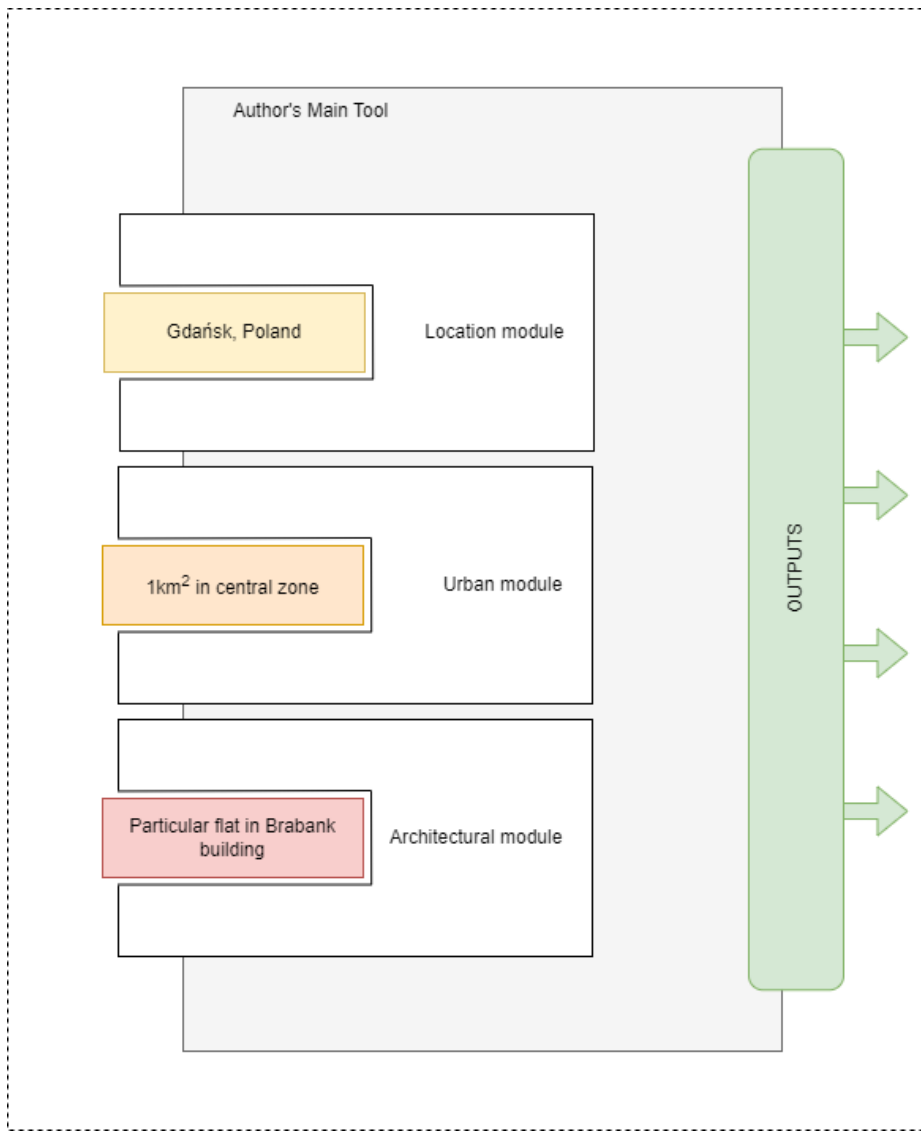 Author's Main Tool
Gdańsk, Poland
Location module
1km² in central zone
Urban module
Particular flat in Brabank
building
Architectural module
OUTPUTS